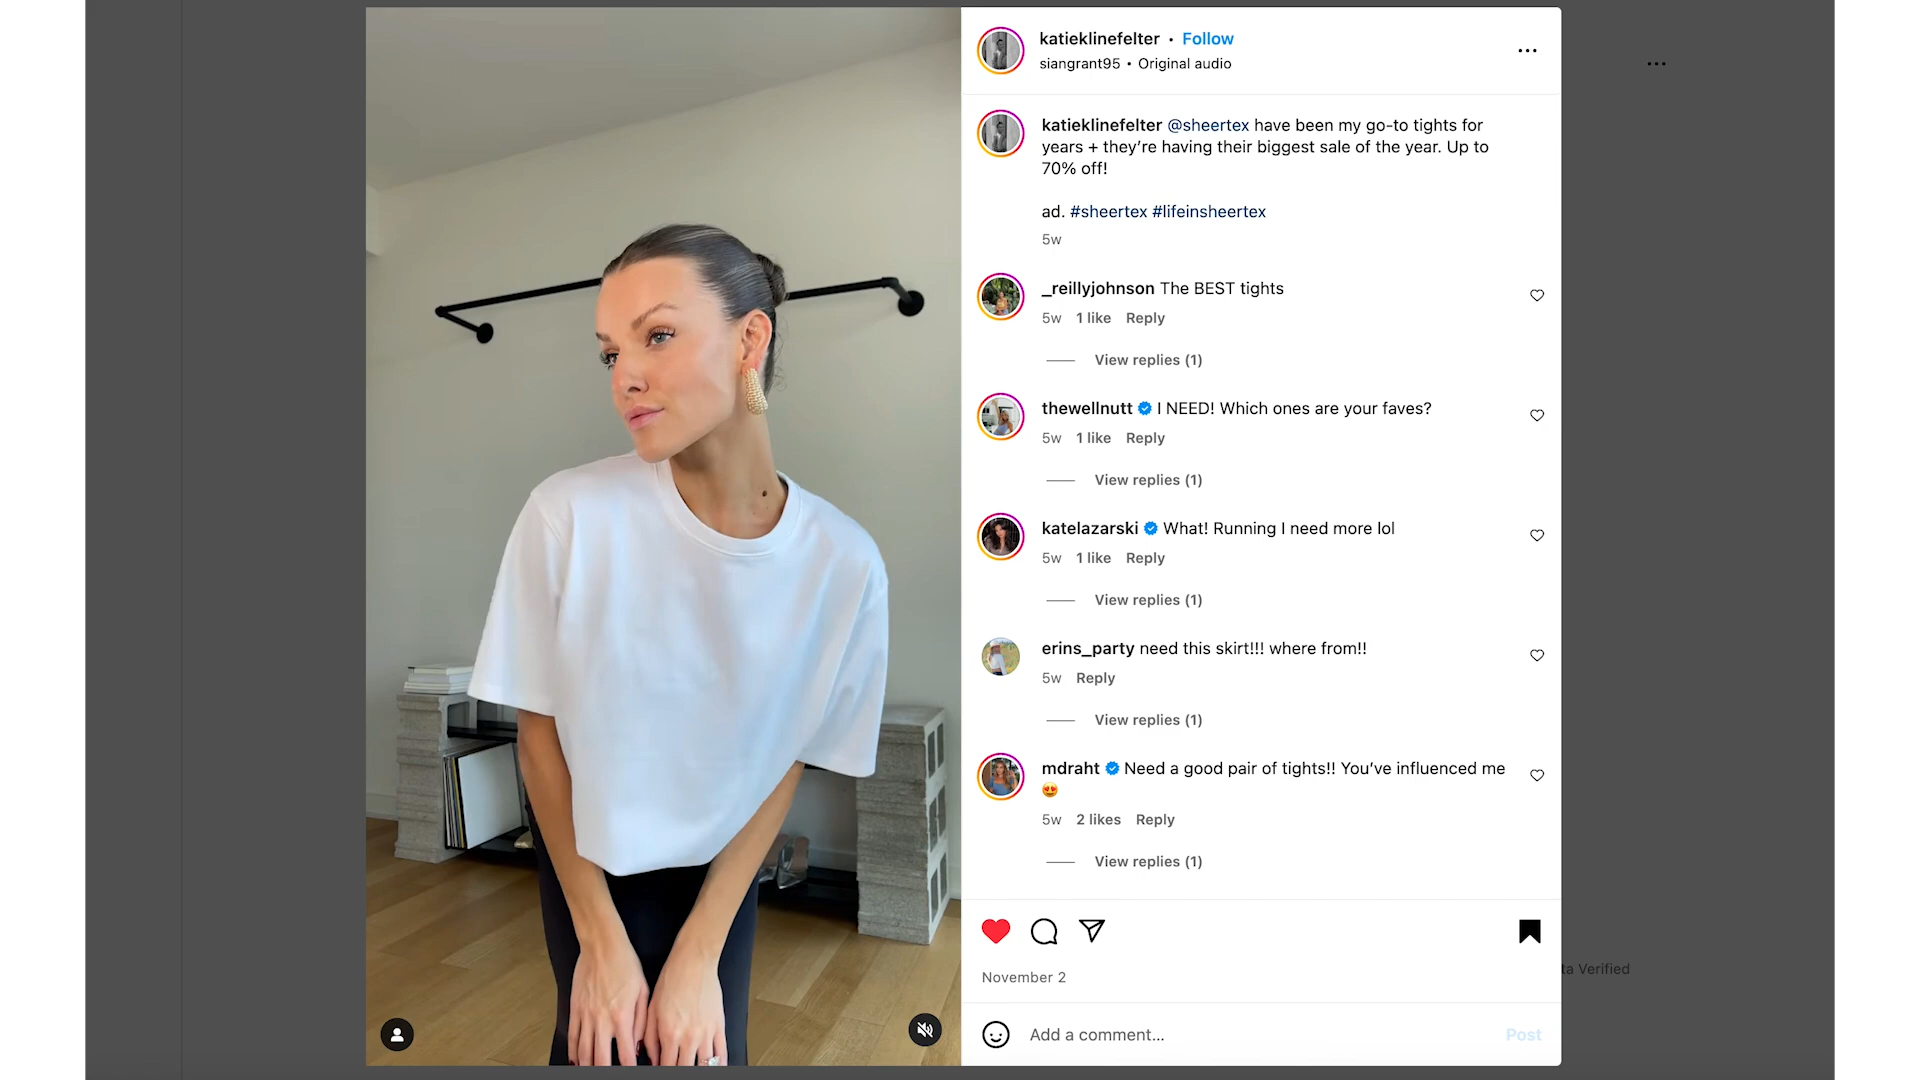 katieklinefelter • Follow
siangrant95 • Original audio
katieklinefelter @sheertex have been my go-to tights for
years + they’re having their biggest sale of the year. Up to
70% off!
ad. #sheertex #lifeinsheertex
5w
_reillyjohnson The BEST tights
5w 1 like Reply
View replies (1)
thewellnutt I NEED! Which ones are your faves?
5w 1 like Reply
View replies (1)
katelazarski What! Running I need more lol
5w 1 like Reply
View replies (1)
erins_party need this skirt!!! where from!!
5w Reply
View replies (1)
mdraht Need a good pair of tights!! You’ve influenced me
😍
5w 2 likes Reply
View replies (1)
November 2
ta Verified
Add a comment...
Post